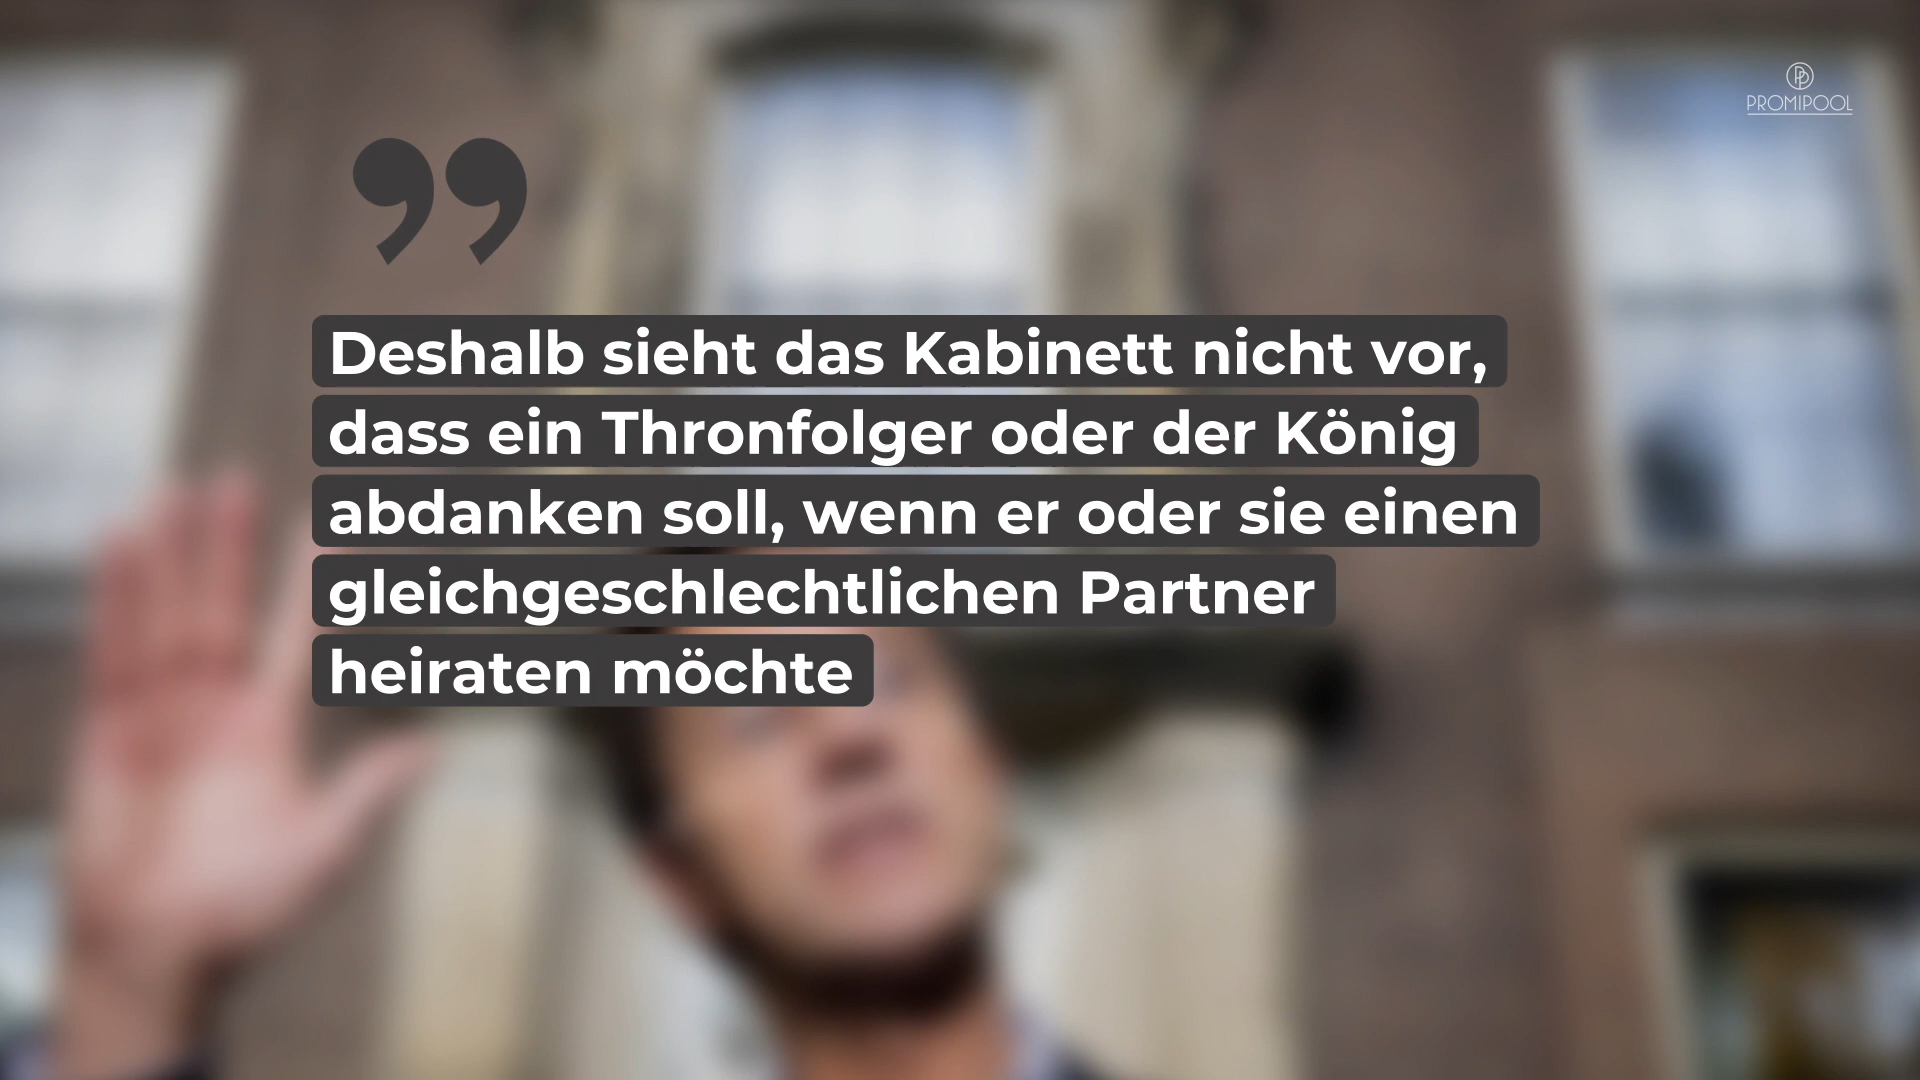 PROMIPOOL
”
Deshalb sieht das Kabinett nicht vor,
dass ein Thronfolger oder der König
abdanken soll, wenn er oder sie einen
gleichgeschlechtlichen Partner
heiraten möchte